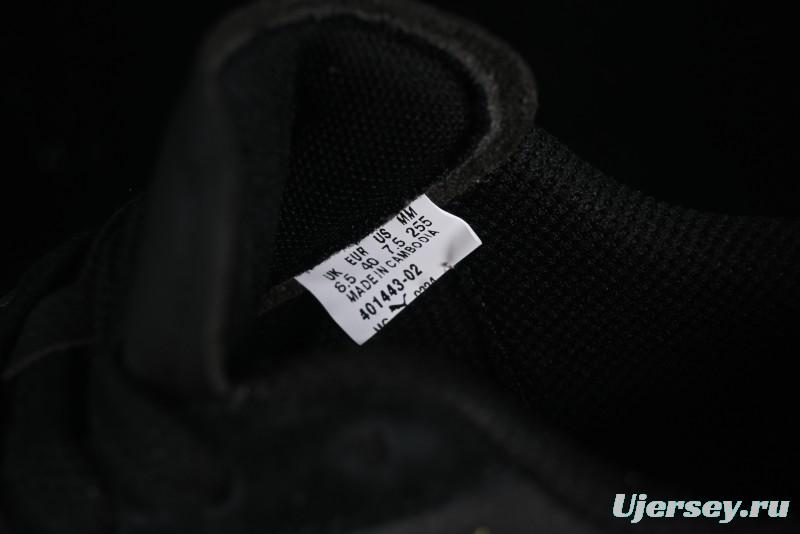 UK EUR US MM
6.5 40 7.5 255
MADE IN CAMBODIA
401443-02
Ujersey.ru